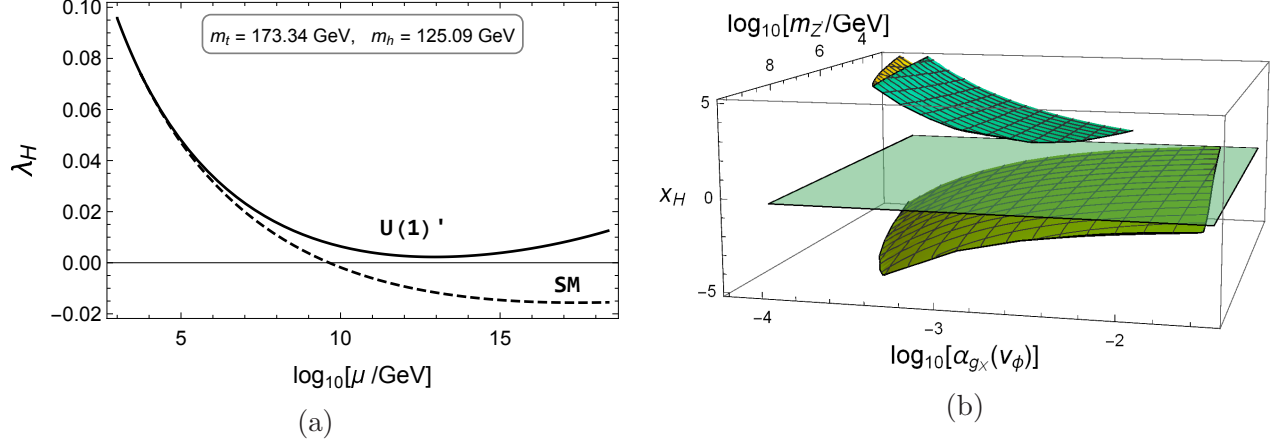 m_t = 173.34 GeV, m_h = 125.09 GeV
0.10
0.08
0.06
0.04
0.02
0.00
−0.02
λ_H
U(1)'
SM
5
10
15
log₁₀[μ /GeV]
(a)
log₁₀[m_Z'/GeV]
4
6
8
5
0
−5
x_H
−4
−3
−2
log₁₀[α_{g_X}(v_ϕ)]
(b)